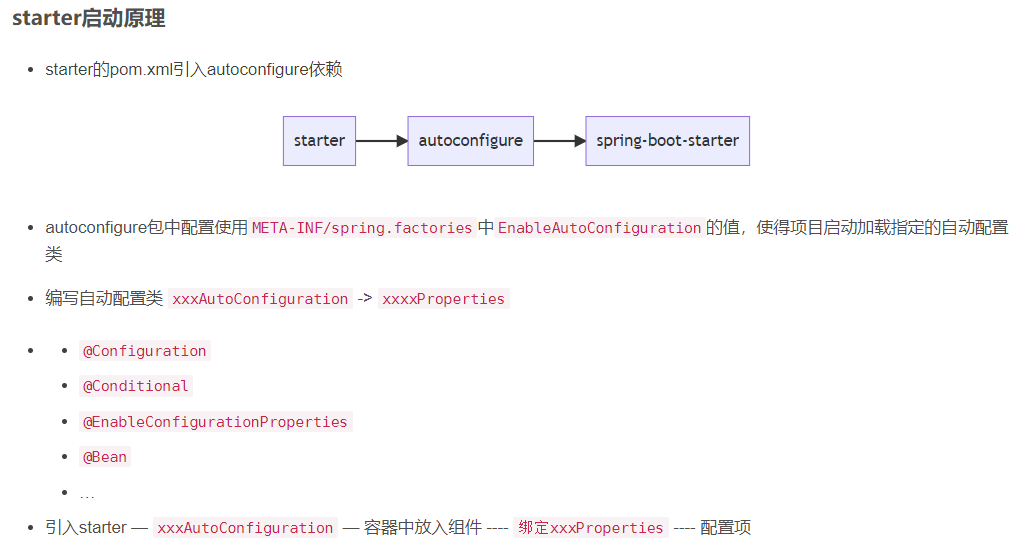 starter启动原理
starter的pom.xml引入autoconfigure依赖
starter autoconfigure spring-boot-starter
autoconfigure包中配置使用 META-INF/spring.factories 中 EnableAutoConfiguration 的值，使得项目启动加载指定的自动配置
类
编写自动配置类 xxxAutoConfiguration -> xxxxProperties
@Configuration
@Conditional
@EnableConfigurationProperties
@Bean
…
引入starter — xxxAutoConfiguration — 容器中放入组件 ---- 绑定xxxProperties ---- 配置项